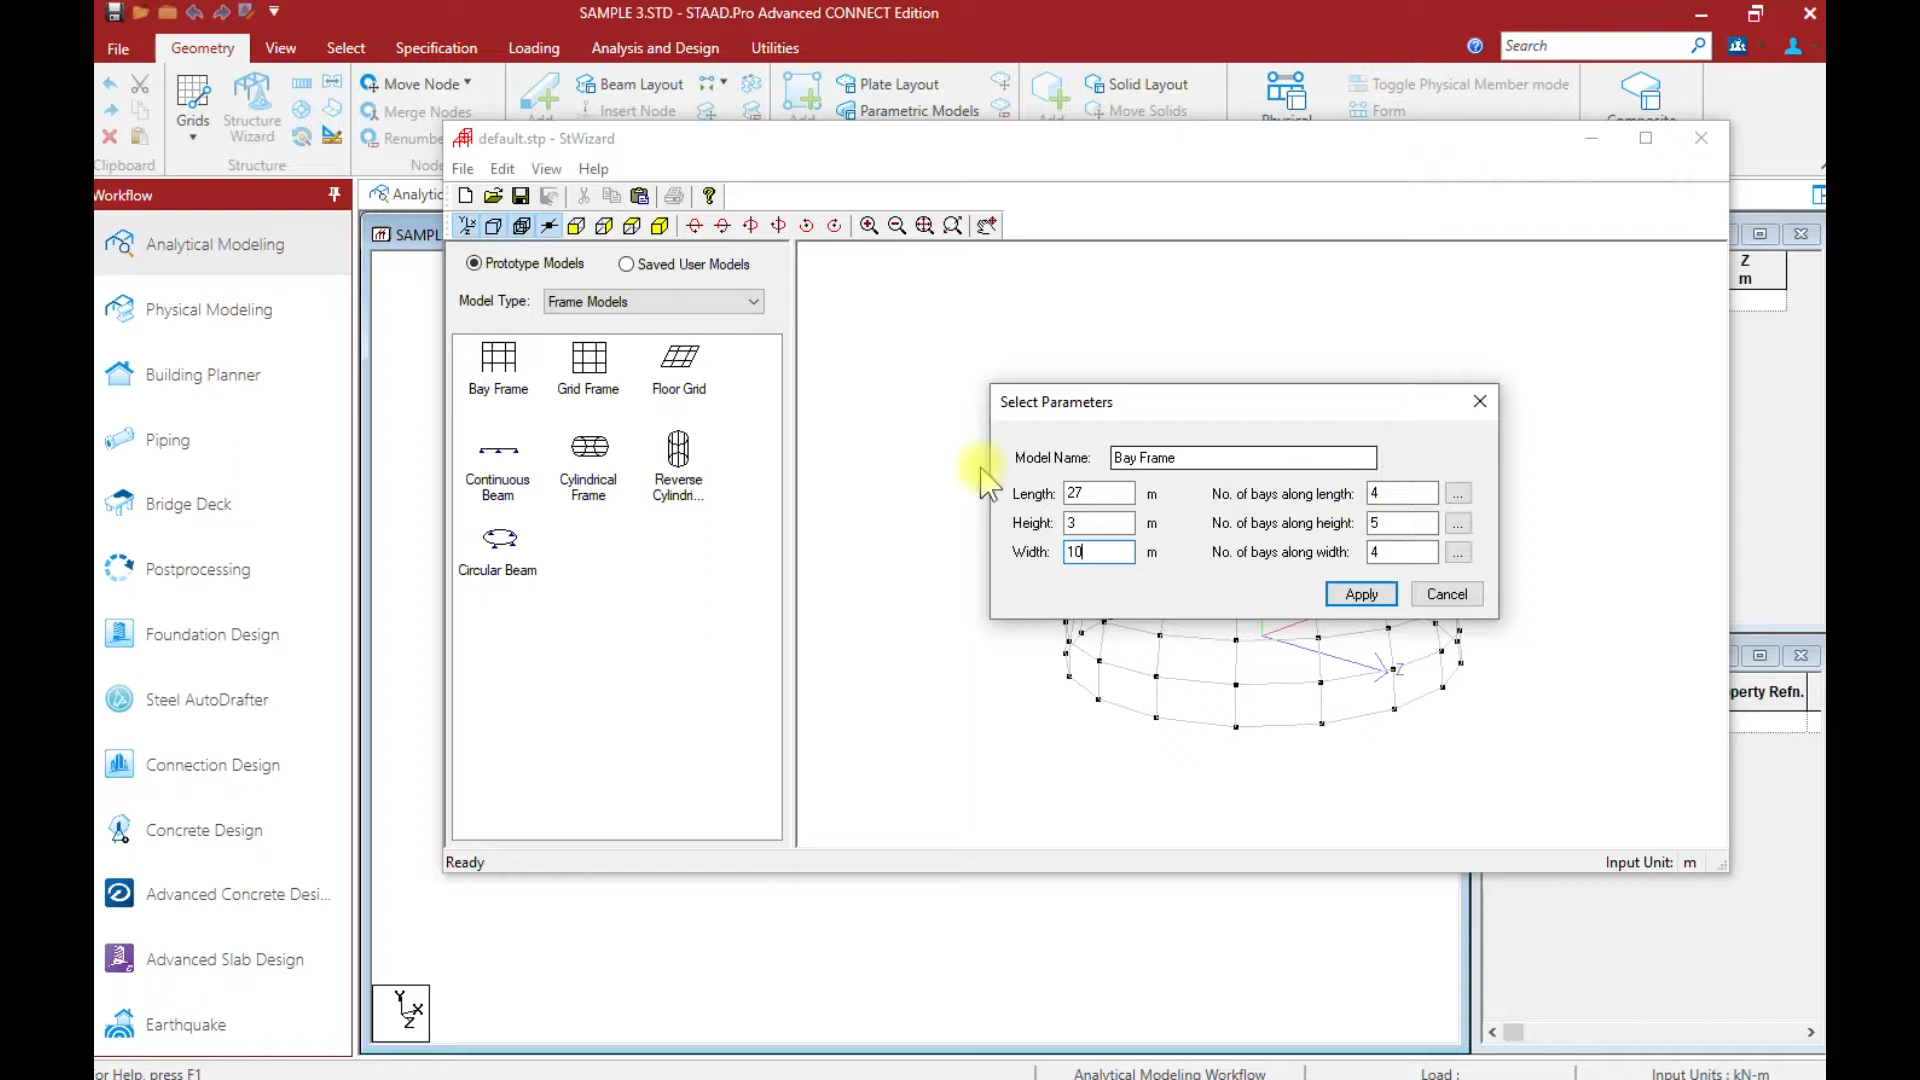 SAMPLE 3.STD - STAAD.Pro Advanced CONNECT Edition
File
Geometry
View
Select
Specification
Loading
Analysis and Design
Utilities
Search
Grids
Structure
Wizard
Structure
Clipboard
Move Node
Merge Nodes
Renumbe
Node
Beam Layout
Insert Node
Plate Layout
Parametric Models
Solid Layout
Move Solids
Physical
Toggle Physical Member mode
Form
Composite
Workflow
Analytical Modeling
Physical Modeling
Building Planner
Piping
Bridge Deck
Postprocessing
Foundation Design
Steel AutoDrafter
Connection Design
Concrete Design
Advanced Concrete Desi...
Advanced Slab Design
Earthquake
Analytic
SAMPL
default.stp - StWizard
File
Edit
View
Help
Prototype Models
Saved User Models
Model Type:
Frame Models
Bay Frame
Grid Frame
Floor Grid
Continuous
Beam
Cylindrical
Frame
Reverse
Cylindri...
Circular Beam
Select Parameters
Model Name:
Bay Frame
Length:
27
m
No. of bays along length:
4
...
Height:
3
m
No. of bays along height:
5
...
Width:
10
m
No. of bays along width:
4
...
Apply
Cancel
Z
Ready
Input Unit: m
Z
m
perty Refn.
Y
X
Z
or Help, press F1
Analytical Modeling Workflow
Load :
Input Units : kN-m